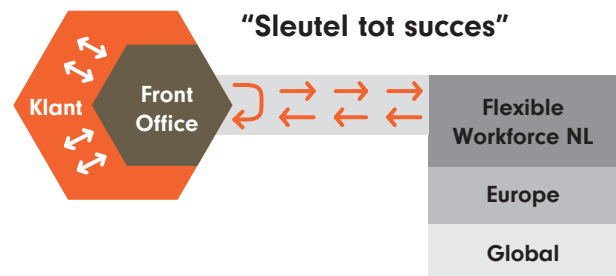 “Sleutel tot succes”
Klant
Front
Office
Flexible
Workforce NL
Europe
Global